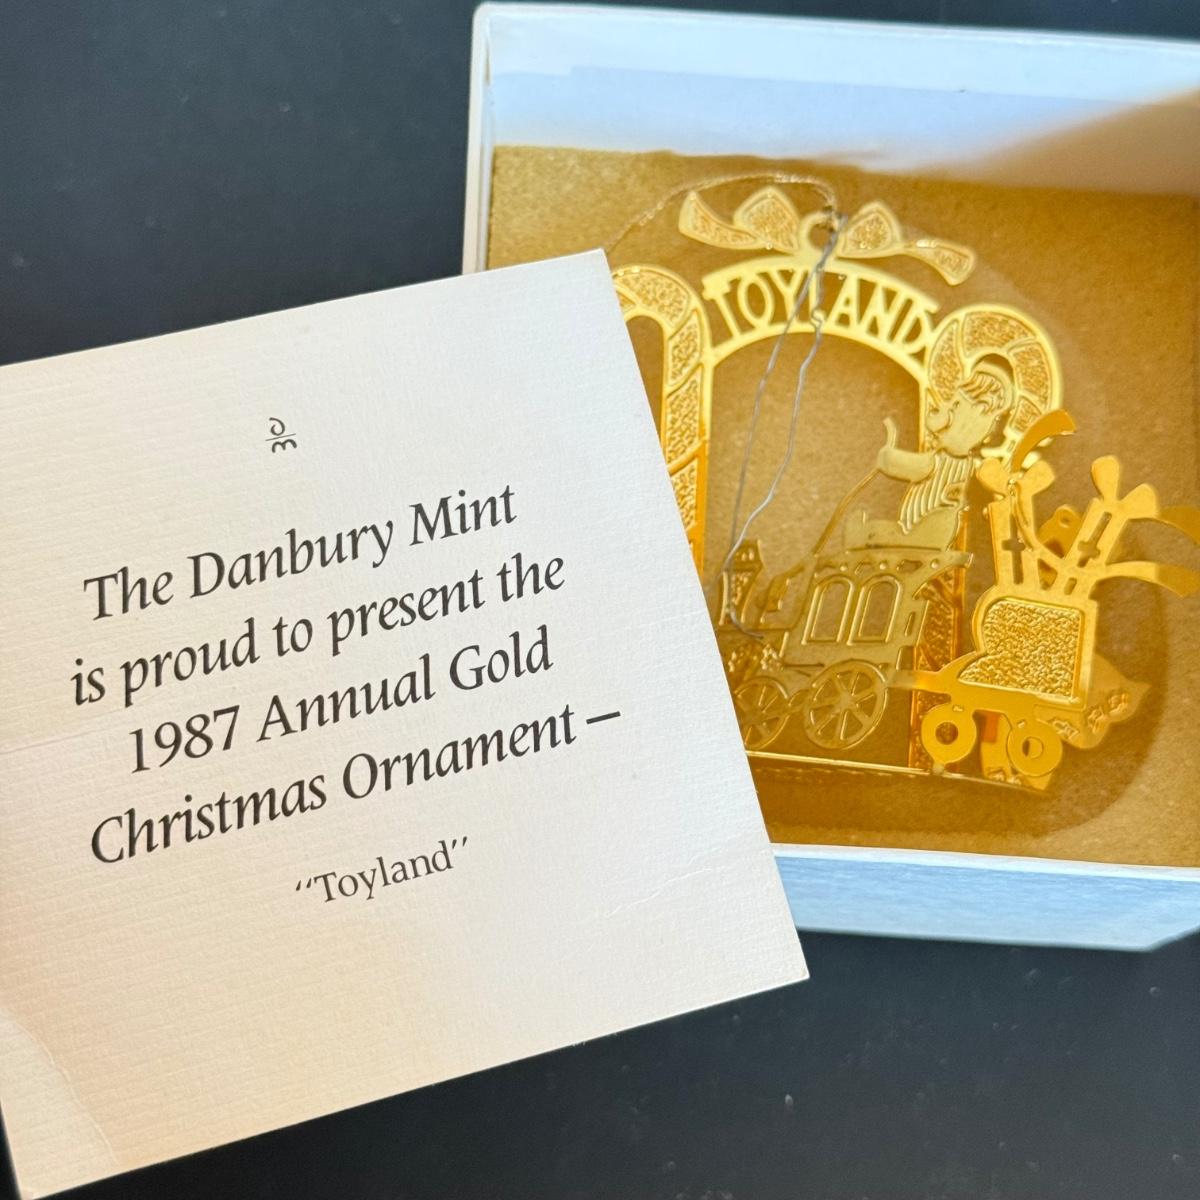 TOYLAND
The Danbury Mint
is proud to present the
1987 Annual Gold
Christmas Ornament –
“Toyland”